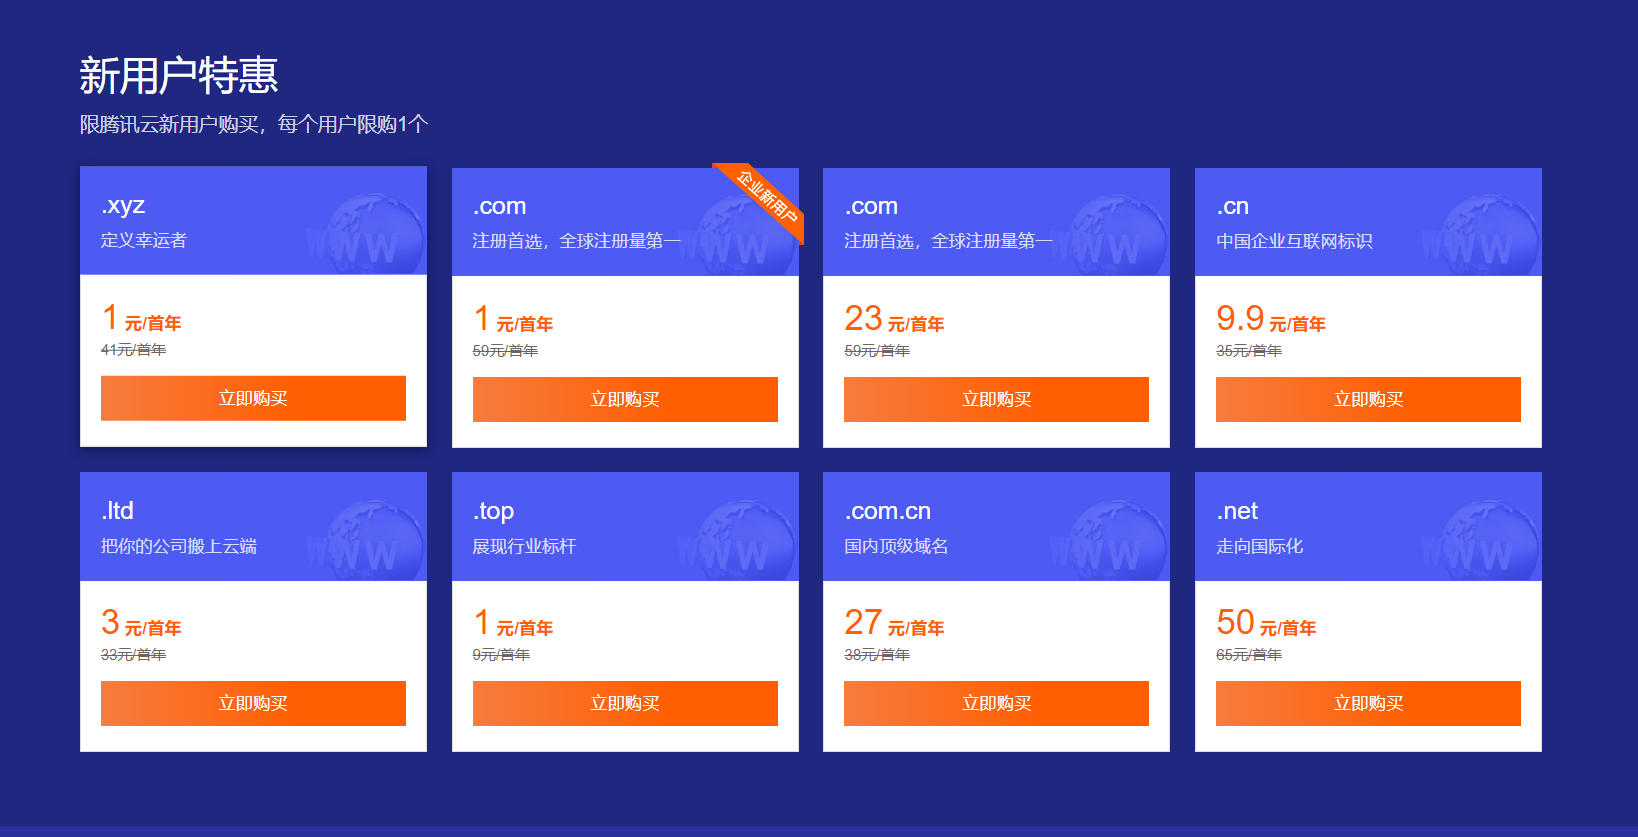 新用户特惠
限腾讯云新用户购买，每个用户限购1个
.xyz
定义幸运者
1 元/首年
41元/首年
立即购买
企业新用户
.com
注册首选，全球注册量第一
1 元/首年
59元/首年
立即购买
.com
注册首选，全球注册量第一
23 元/首年
59元/首年
立即购买
.cn
中国企业互联网标识
9.9 元/首年
35元/首年
立即购买
.ltd
把你的公司搬上云端
3 元/首年
33元/首年
立即购买
.top
展现行业标杆
1 元/首年
9元/首年
立即购买
.com.cn
国内顶级域名
27 元/首年
38元/首年
立即购买
.net
走向国际化
50 元/首年
65元/首年
立即购买
WWW
WWW
WWW
WWW
WWW
WWW
WWW
WWW